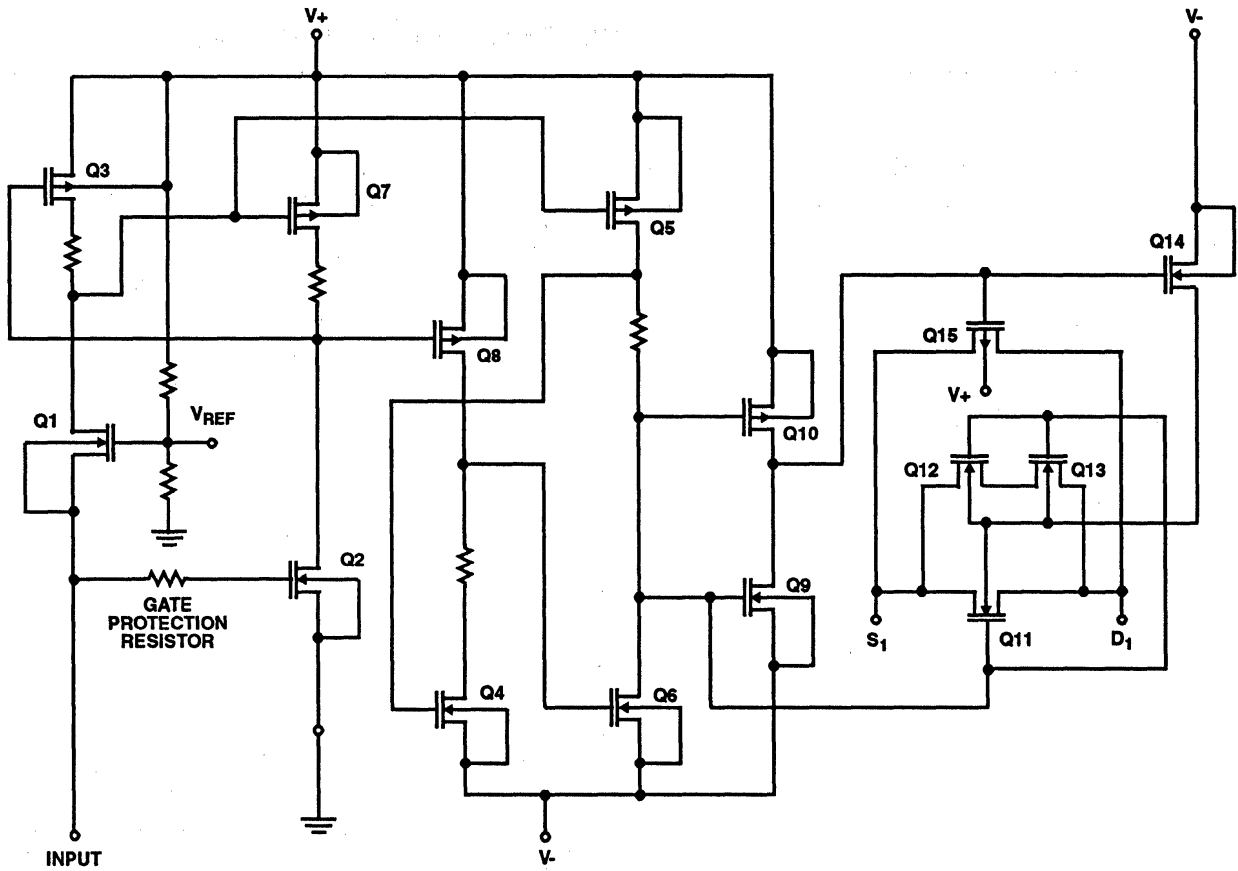 V+
V-
Q3
Q7
Q5
Q14
Q8
Q15
V+
Q1
VREF
Q10
Q12
Q13
Q2
Q9
GATE
PROTECTION
RESISTOR
S1
Q11
D1
Q4
Q6
INPUT
V-